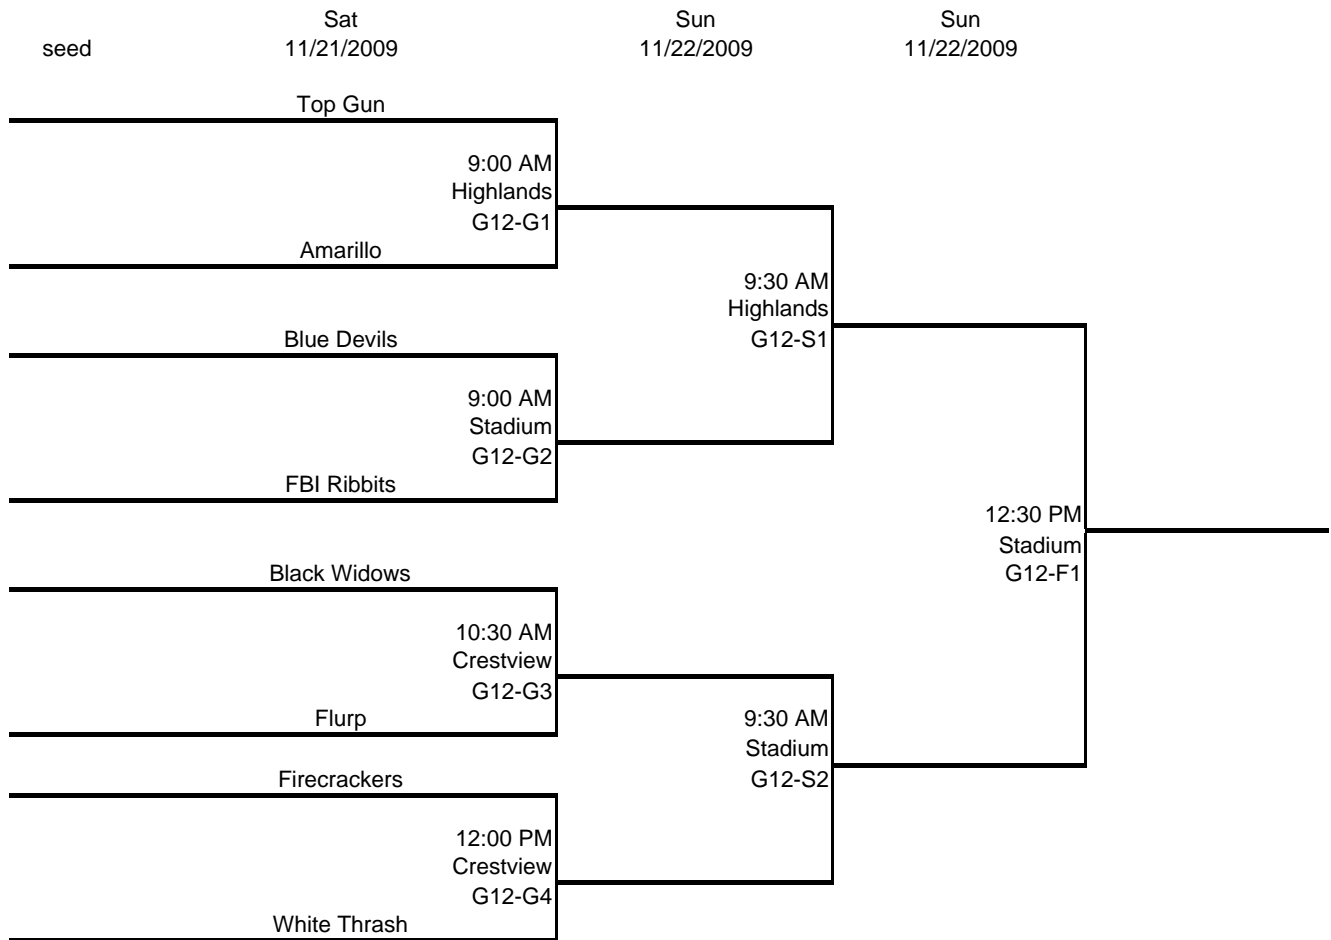 Sat Sun Sun
seed 11/21/2009 11/22/2009 11/22/2009
Top Gun
9:00 AM
Highlands
G12-G1
Amarillo
9:30 AM
Highlands
G12-S1
Blue Devils
9:00 AM
Stadium
G12-G2
FBI Ribbits
12:30 PM
Stadium
G12-F1
Black Widows
10:30 AM
Crestview
G12-G3
Flurp
9:30 AM
Stadium
G12-S2
Firecrackers
12:00 PM
Crestview
G12-G4
White Thrash